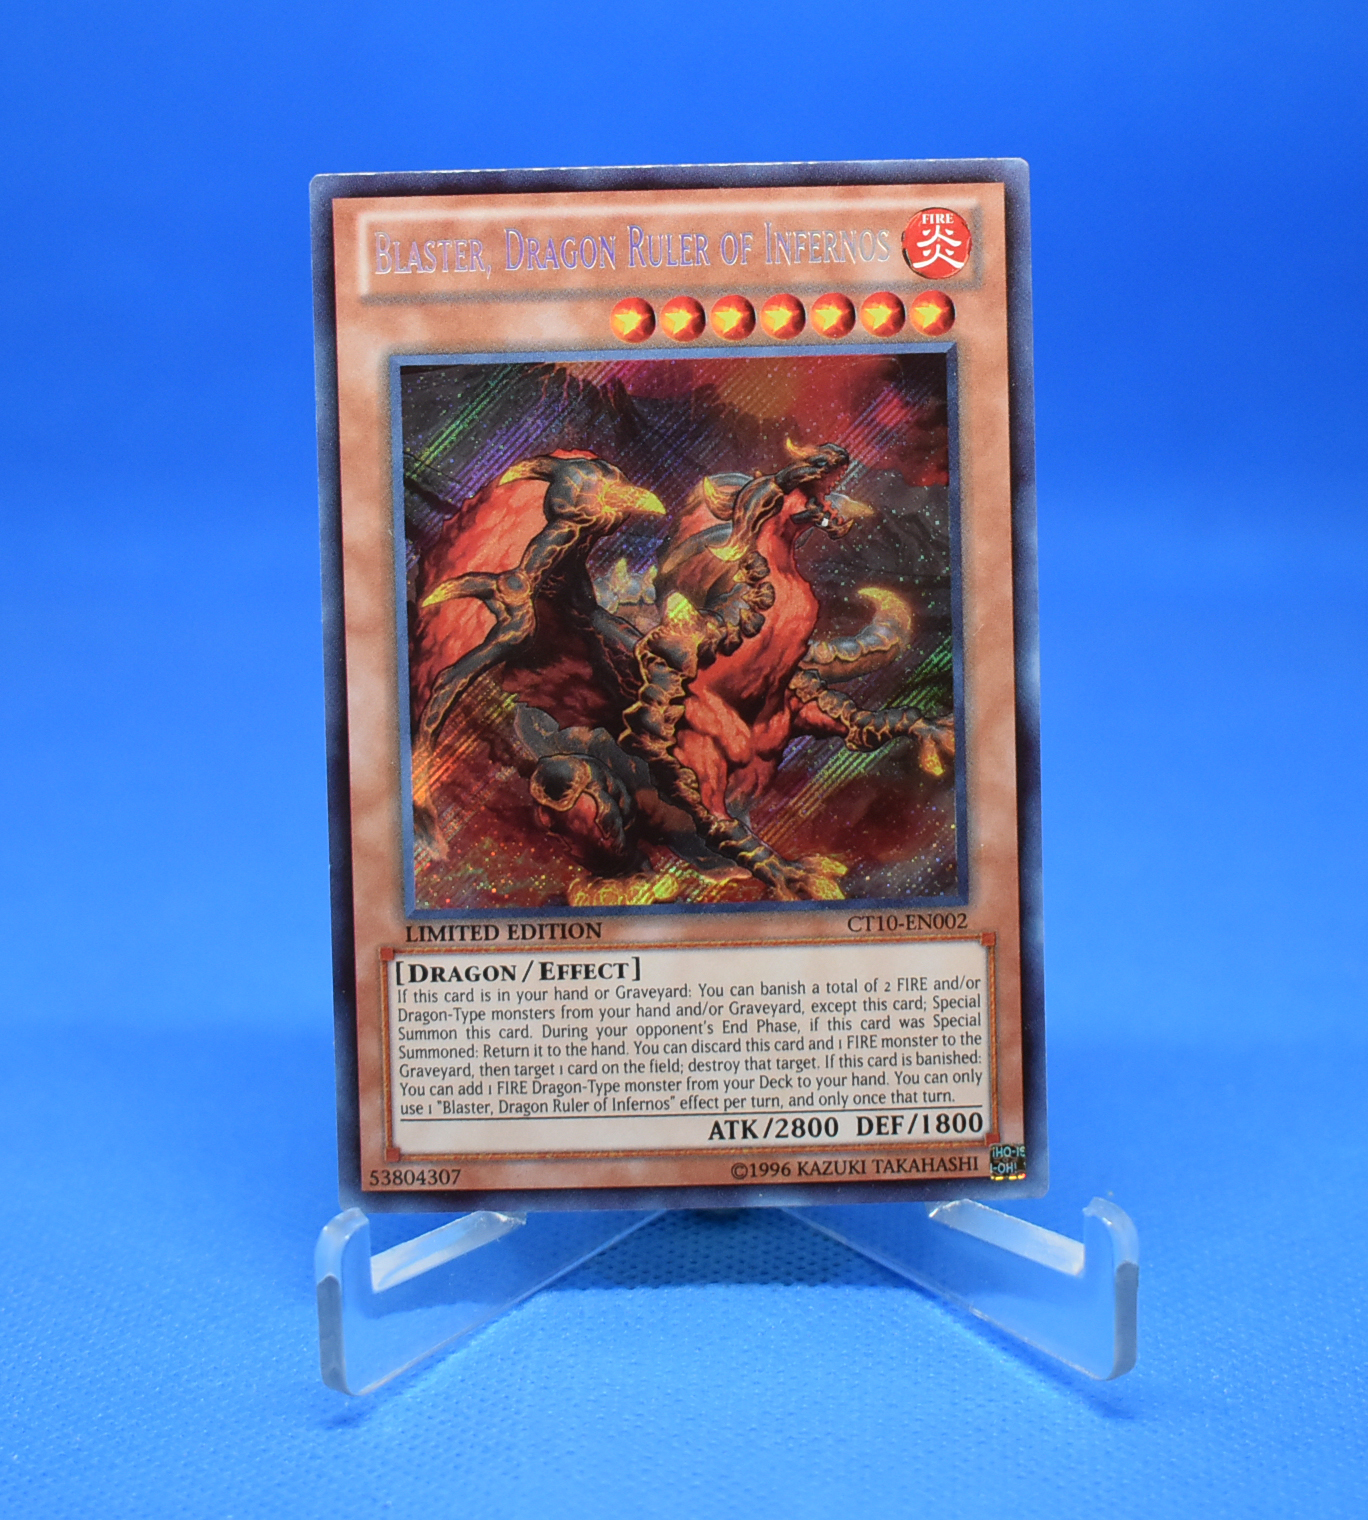 BLASTER, DRAGON RULER OF INFERNOS
FIRE
炎
LIMITED EDITION
CT10-EN002
[DRAGON/EFFECT]
If this card is in your hand or Graveyard: You can banish a total of 2 FIRE and/or
Dragon-Type monsters from your hand and/or Graveyard, except this card; Special
Summon this card. During your opponent's End Phase, if this card was Special
Summoned: Return it to the hand. You can discard this card and 1 FIRE monster to the
Graveyard, then target 1 card on the field; destroy that target. If this card is banished:
You can add 1 FIRE Dragon-Type monster from your Deck to your hand. You can only
use 1 "Blaster, Dragon Ruler of Infernos" effect per turn, and only once that turn.
ATK/2800 DEF/1800
53804307
©1996 KAZUKI TAKAHASHI